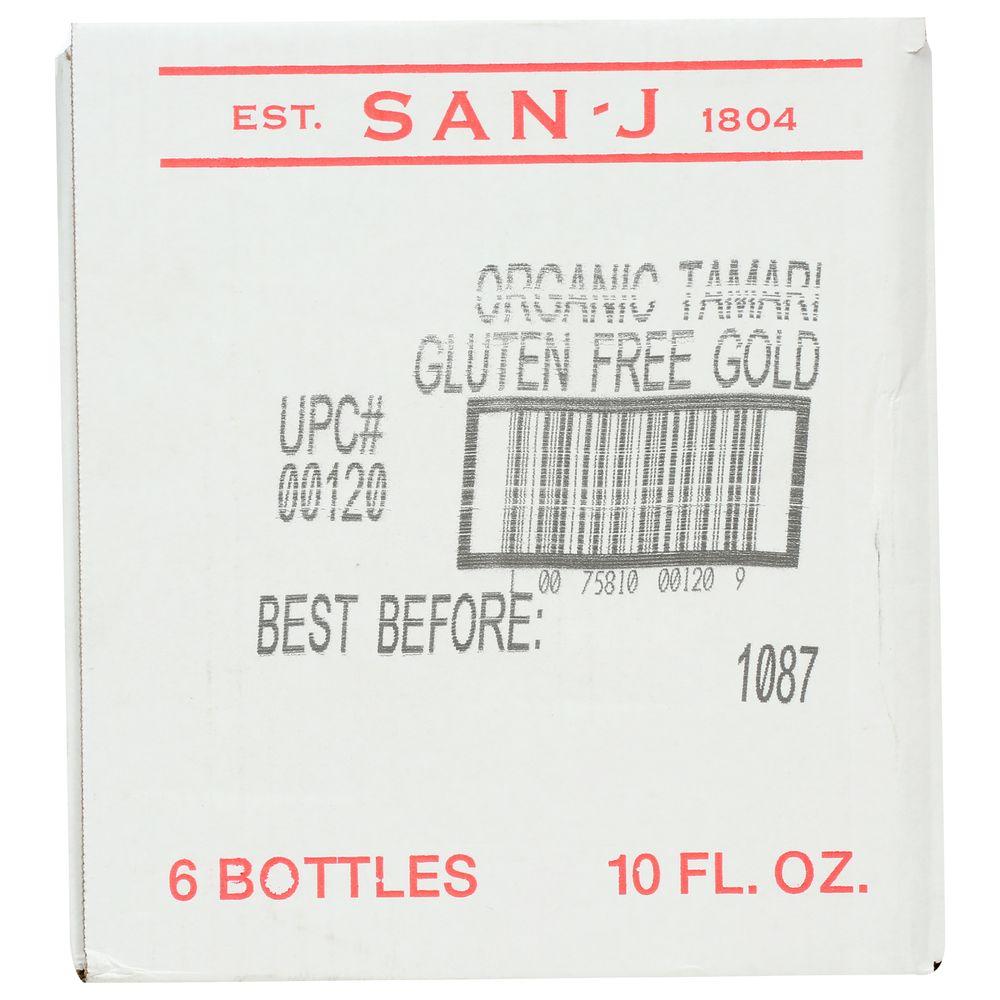 EST. SAN-J 1804
ORGANIC TAMARI
GLUTEN FREE GOLD
UPC#
00120
1 00 75810 00120 9
BEST BEFORE:
1087
6 BOTTLES 10 FL. OZ.